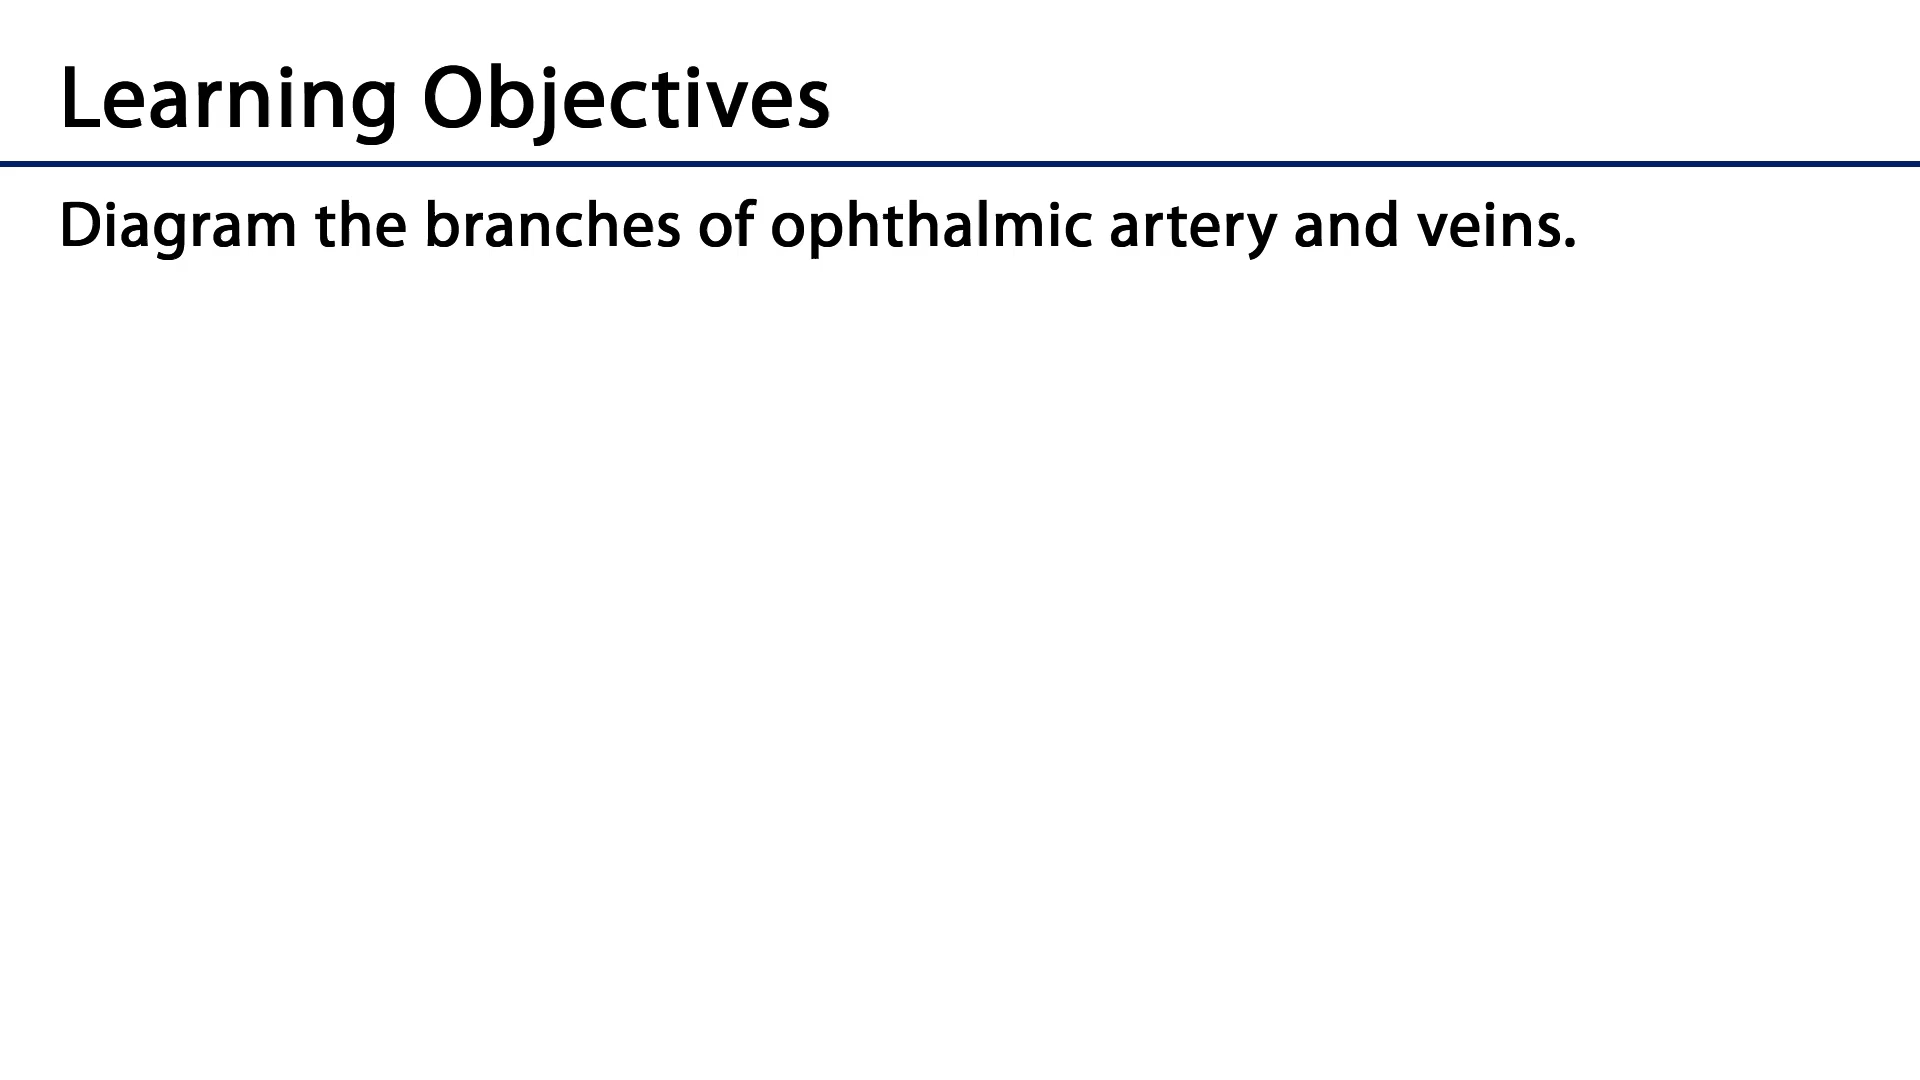 Learning Objectives
Diagram the branches of ophthalmic artery and veins.